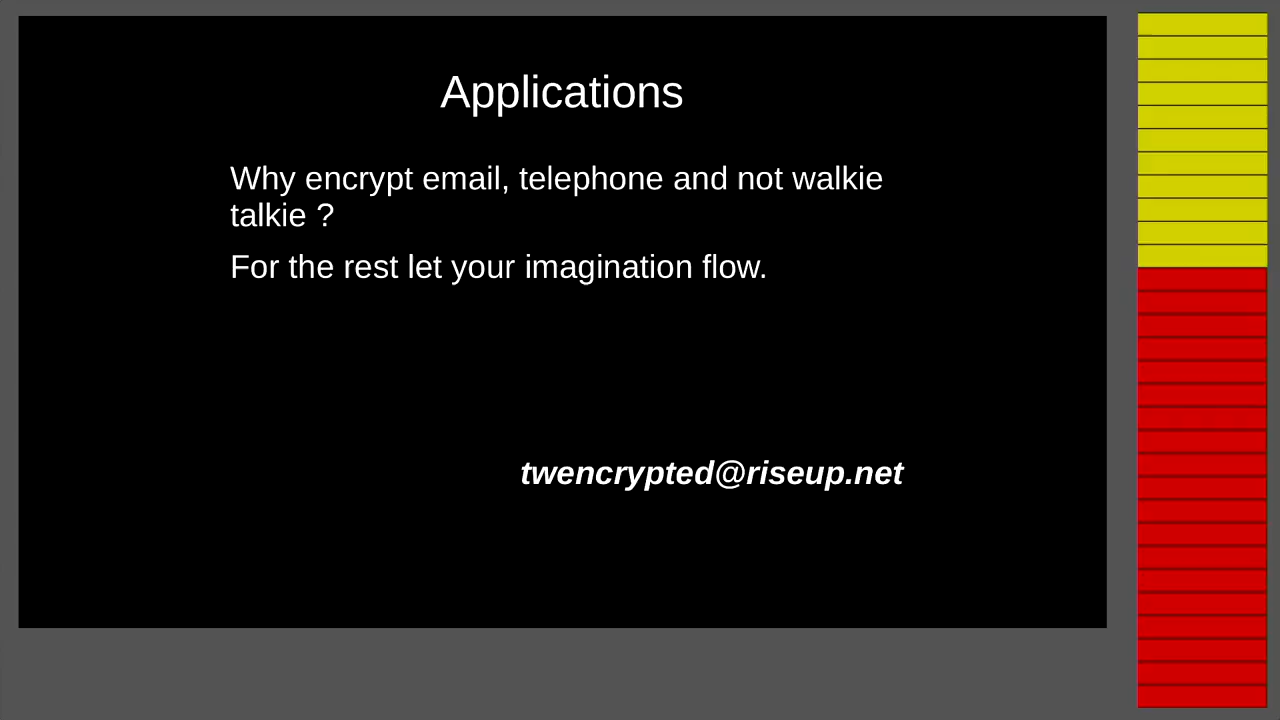 Applications
Why encrypt email, telephone and not walkie
talkie ?
For the rest let your imagination flow.
twencrypted@riseup.net